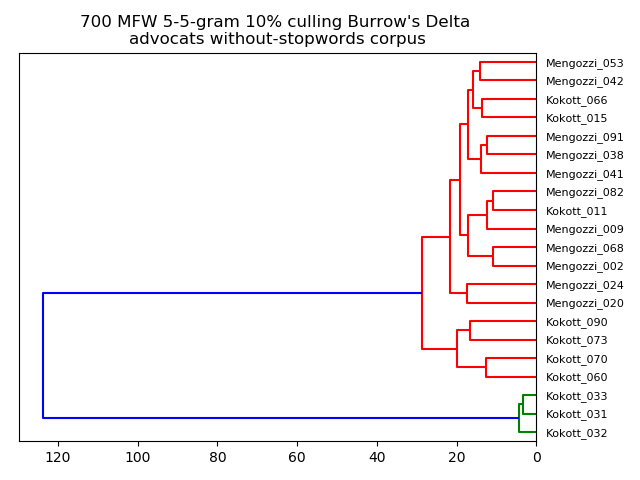 700 MFW 5-5-gram 10% culling Burrow's Delta
advocats without-stopwords corpus
Mengozzi_053
Mengozzi_042
Kokott_066
Kokott_015
Mengozzi_091
Mengozzi_038
Mengozzi_041
Mengozzi_082
Kokott_011
Mengozzi_009
Mengozzi_068
Mengozzi_002
Mengozzi_024
Mengozzi_020
Kokott_090
Kokott_073
Kokott_070
Kokott_060
Kokott_033
Kokott_031
Kokott_032
120 100 80 60 40 20 0